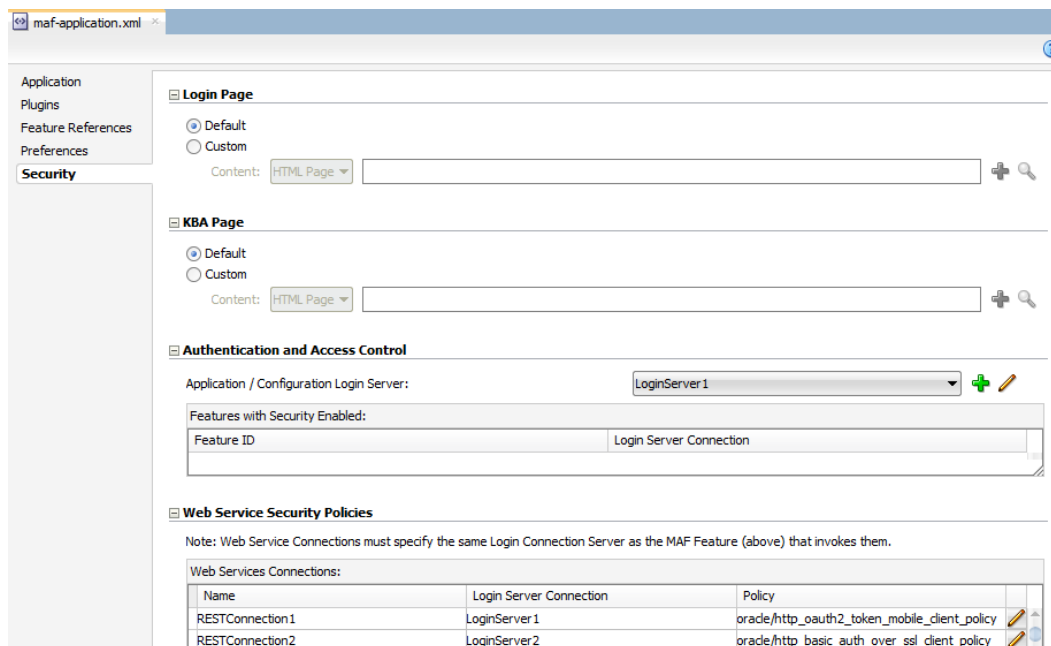 maf-application.xml
Application
Plugins
Feature References
Preferences
Security
Login Page
Default
Custom
Content: HTML Page
KBA Page
Default
Custom
Content: HTML Page
Authentication and Access Control
Application / Configuration Login Server: LoginServer1
Features with Security Enabled:
Feature ID Login Server Connection
Web Service Security Policies
Note: Web Service Connections must specify the same Login Connection Server as the MAF Feature (above) that invokes them.
Web Services Connections:
Name Login Server Connection Policy
RESTConnection1 LoginServer1 oracle/http_oauth2_token_mobile_client_policy
RESTConnection2 LoginServer2 oracle/http_basic_auth_over_ssl_client_policy